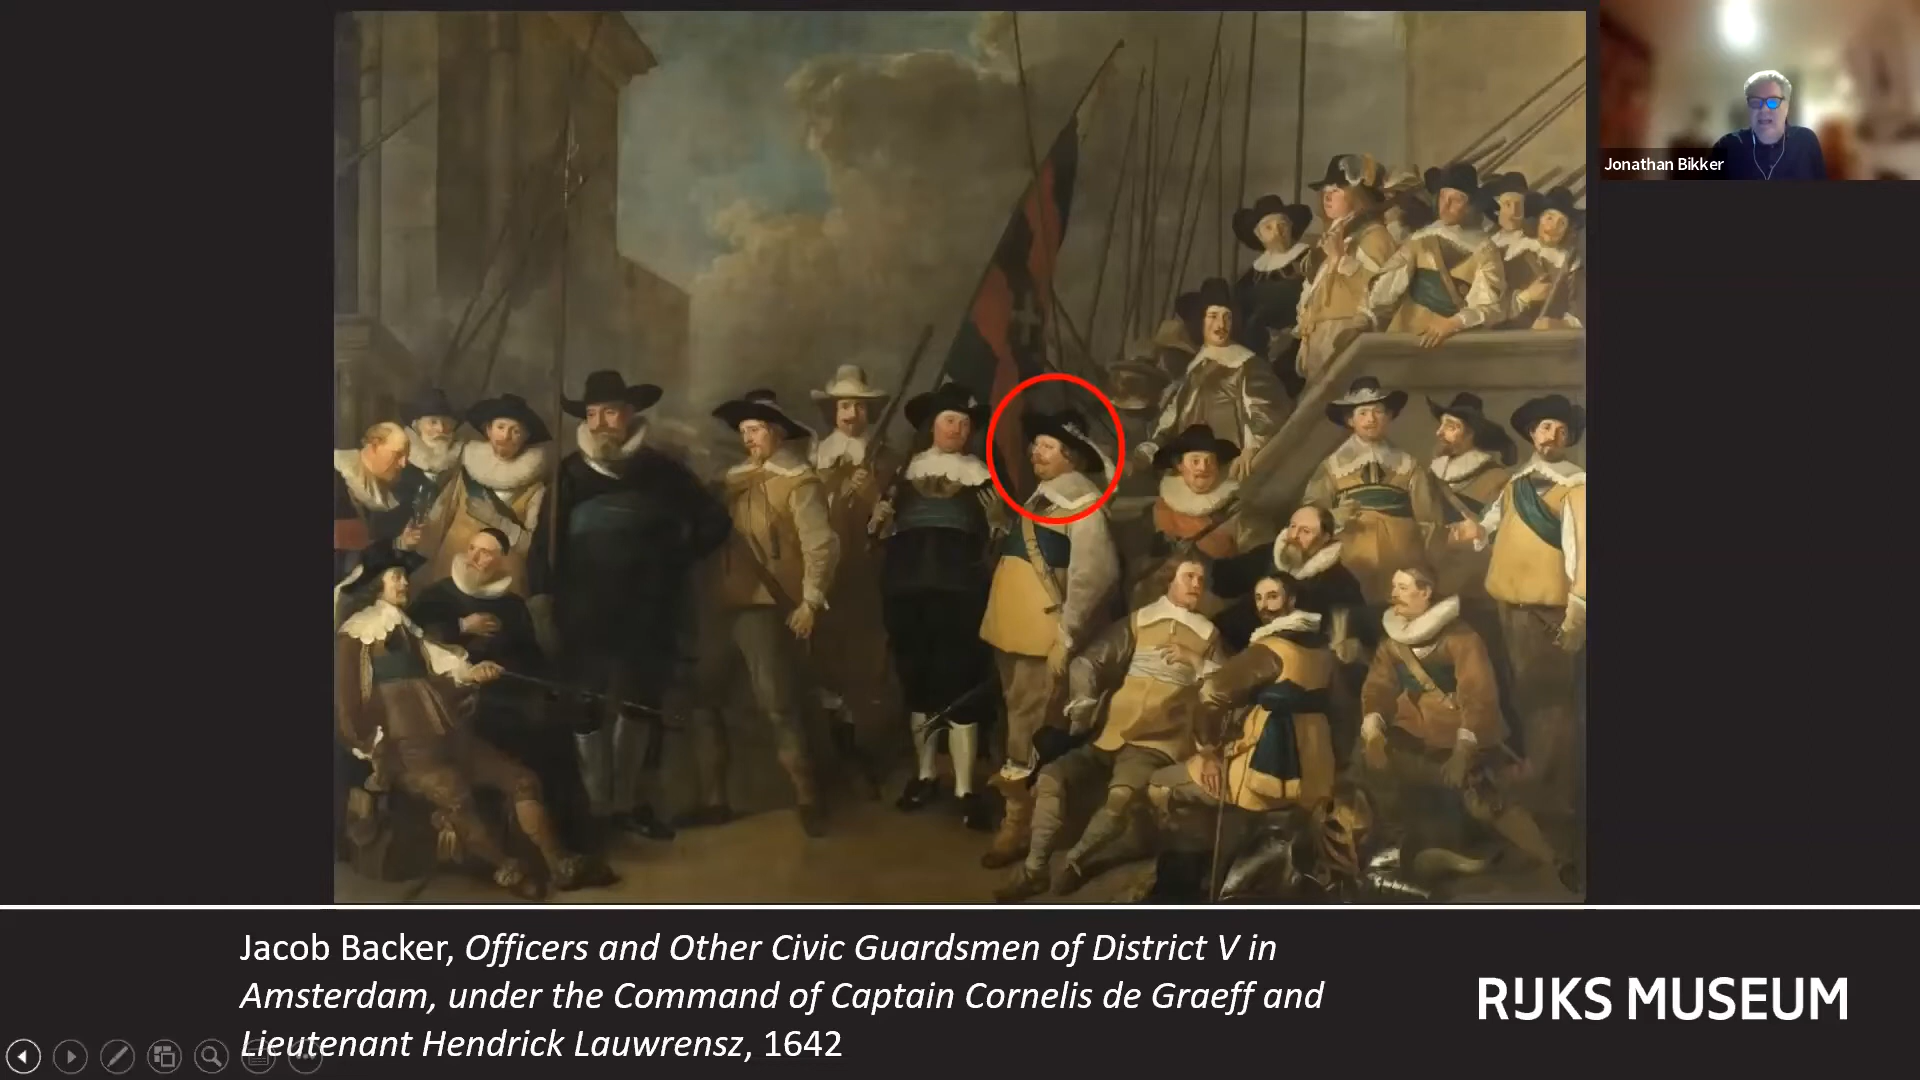 Jonathan Bikker
Jacob Backer, Officers and Other Civic Guardsmen of District V in
Amsterdam, under the Command of Captain Cornelis de Graeff and
Lieutenant Hendrick Lauwrensz, 1642
RIJKS MUSEUM